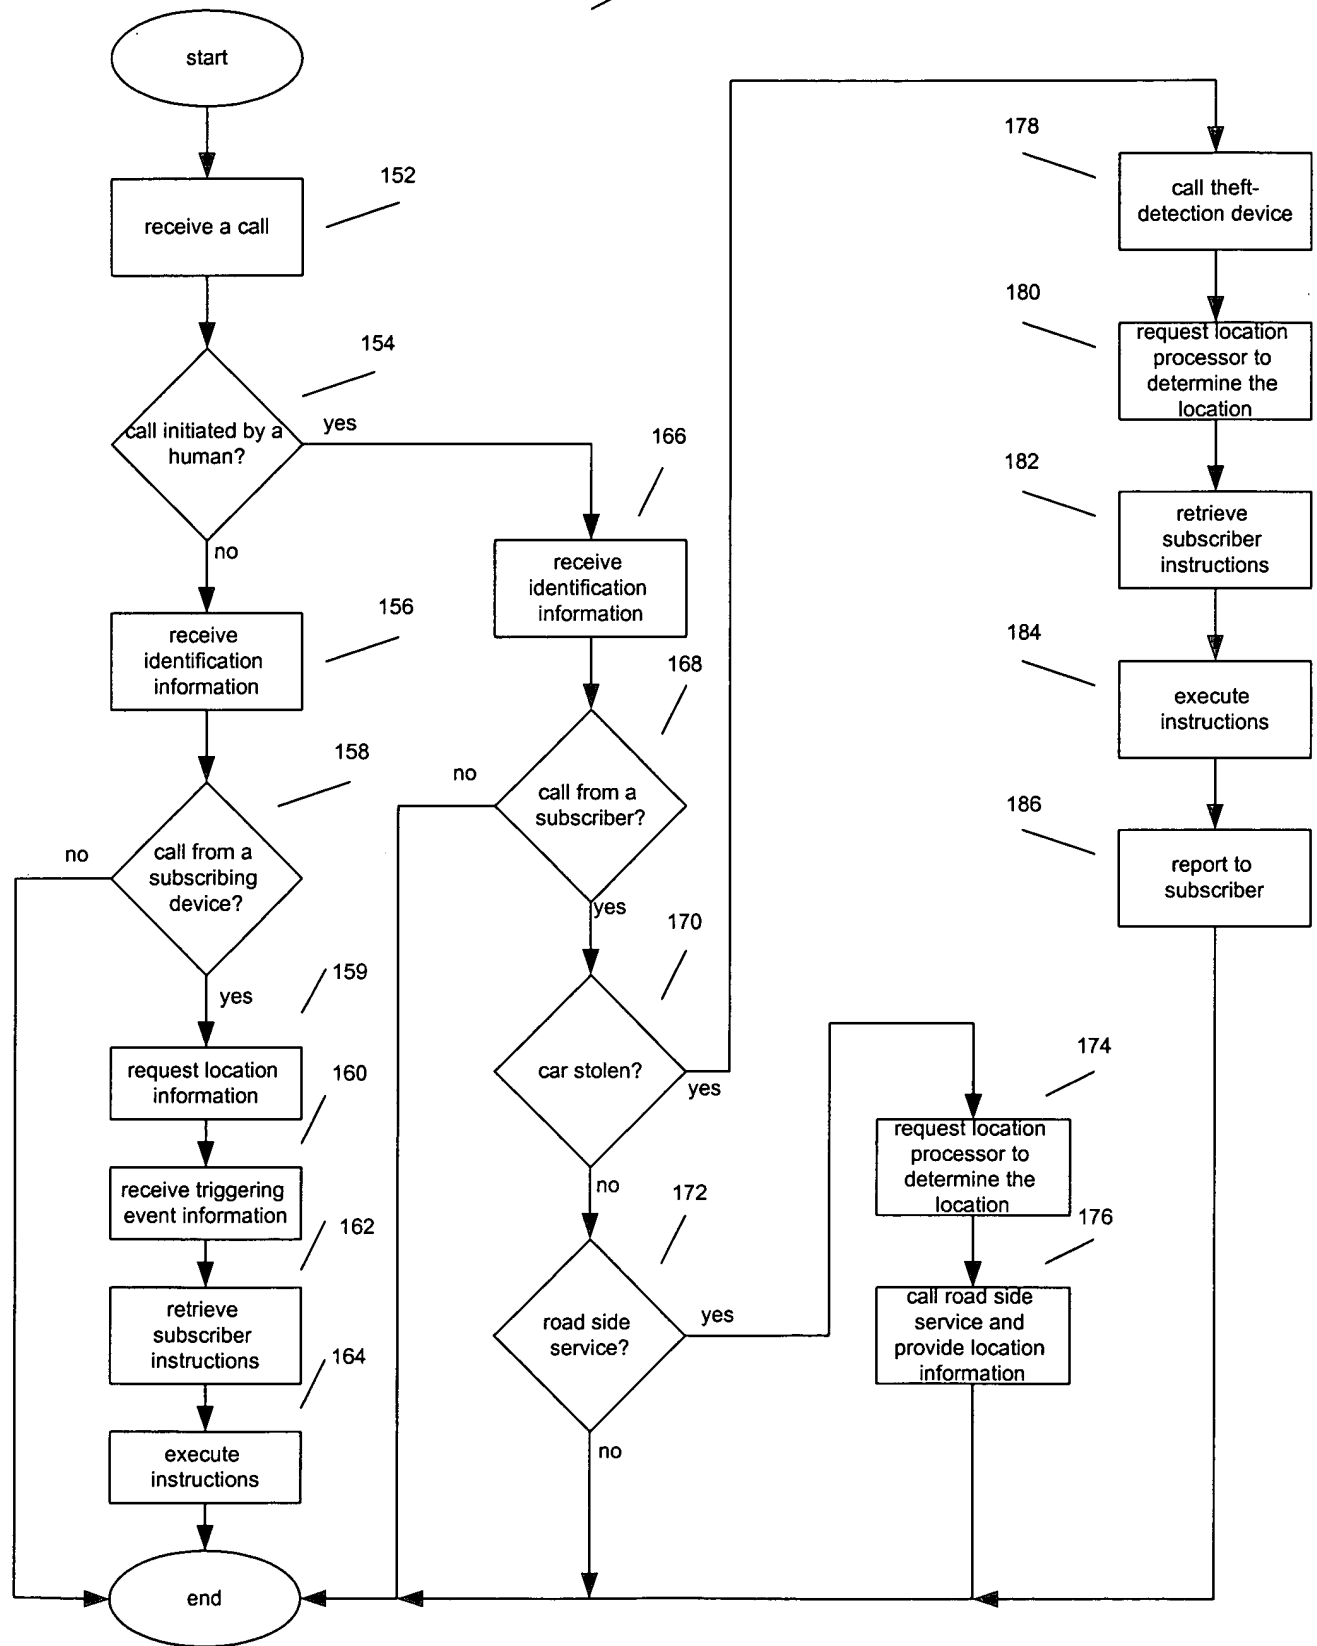 start
152
receive a call
154
call initiated by a
human?
yes
no
156
receive
identification
information
158
call from a
subscribing
device?
no
yes
159
request location
information
160
receive triggering
event information
162
retrieve
subscriber
instructions
164
execute
instructions
end
166
receive
identification
information
168
call from a
subscriber?
no
yes
170
car stolen?
yes
no
172
road side
service?
yes
no
174
request location
processor to
determine the
location
176
call road side
service and
provide location
information
178
call theft-
detection device
180
request location
processor to
determine the
location
182
retrieve
subscriber
instructions
184
execute
instructions
186
report to
subscriber